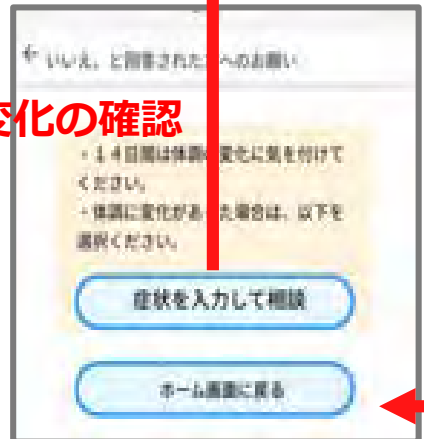 ← いいえ、と回答された方へのお願い
変化の確認
・14日間は体調の変化に気を付けて
ください。
・体調に変化があった場合は、以下を
選択ください。
症状を入力して相談
ホーム画面に戻る